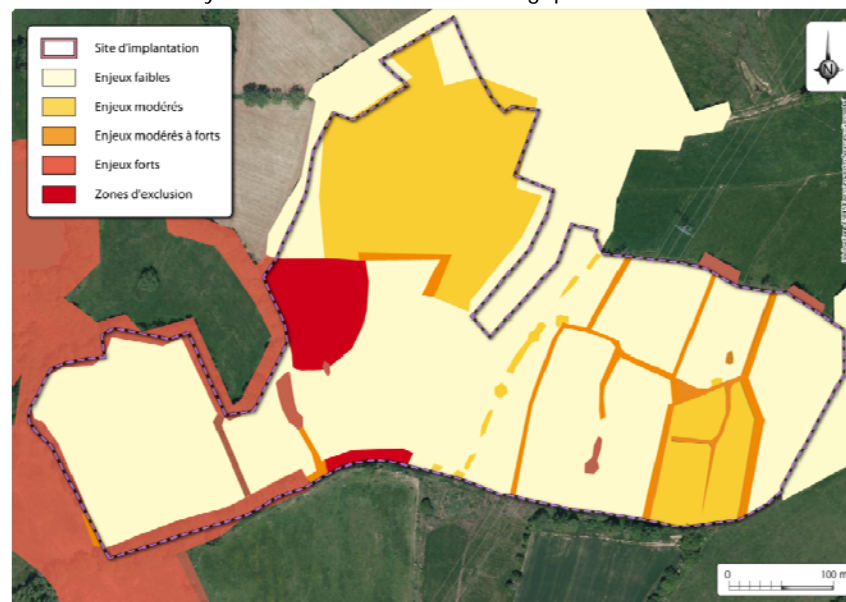 Site d'implantation
Enjeux faibles
Enjeux modérés
Enjeux modérés à forts
Enjeux forts
Zones d'exclusion
N
0 100 m